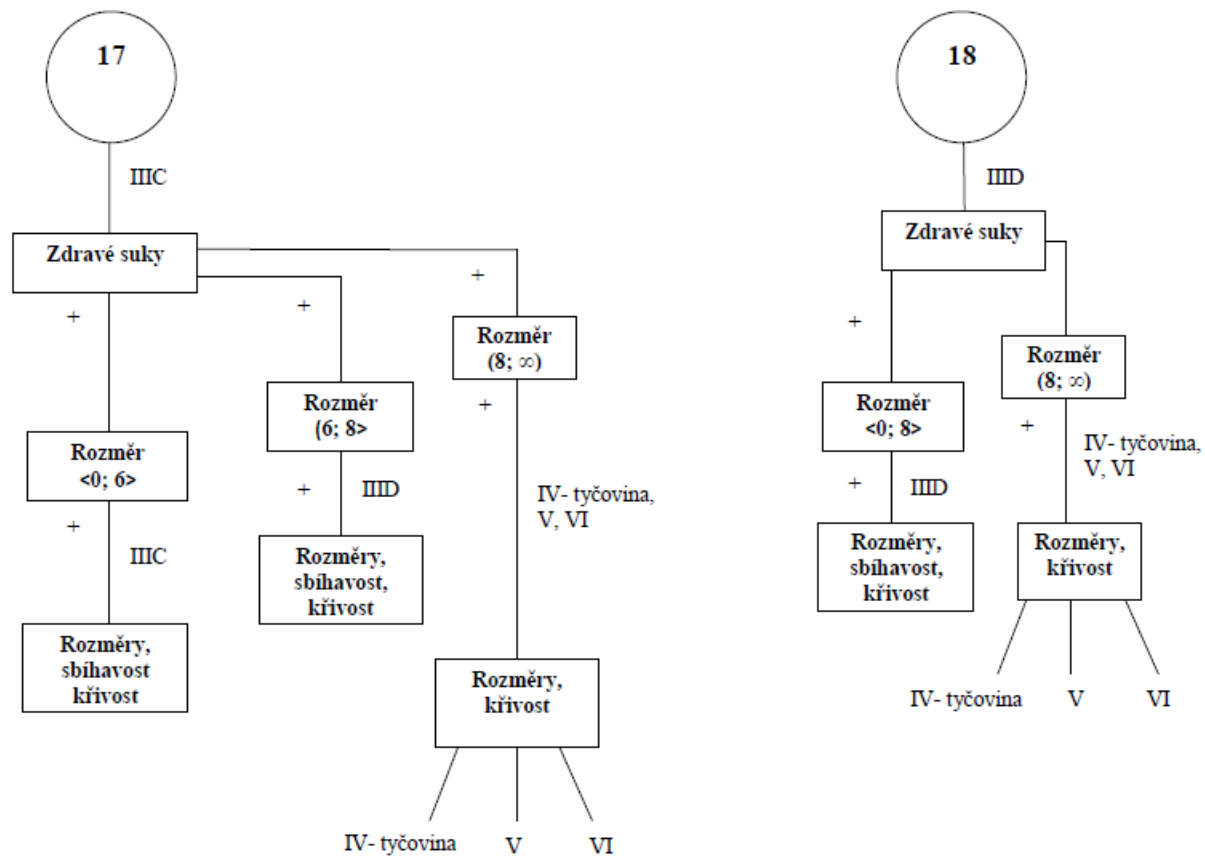 17
IIIC
Zdravé suky
+
+
+
Rozměr
<0; 6>
+
IIIC
Rozměry,
sbíhavost
křivost
Rozměr
(6; 8>
+
IIID
Rozměry,
sbíhavost,
křivost
Rozměr
(8; ∞)
+
IV- tyčovina,
V, VI
Rozměry,
křivost
IV- tyčovina
V
VI
18
IIID
Zdravé suky
+
Rozměr
<0; 8>
+
IIID
Rozměry,
sbíhavost,
křivost
Rozměr
(8; ∞)
+
IV- tyčovina,
V, VI
Rozměry,
křivost
IV- tyčovina
V
VI